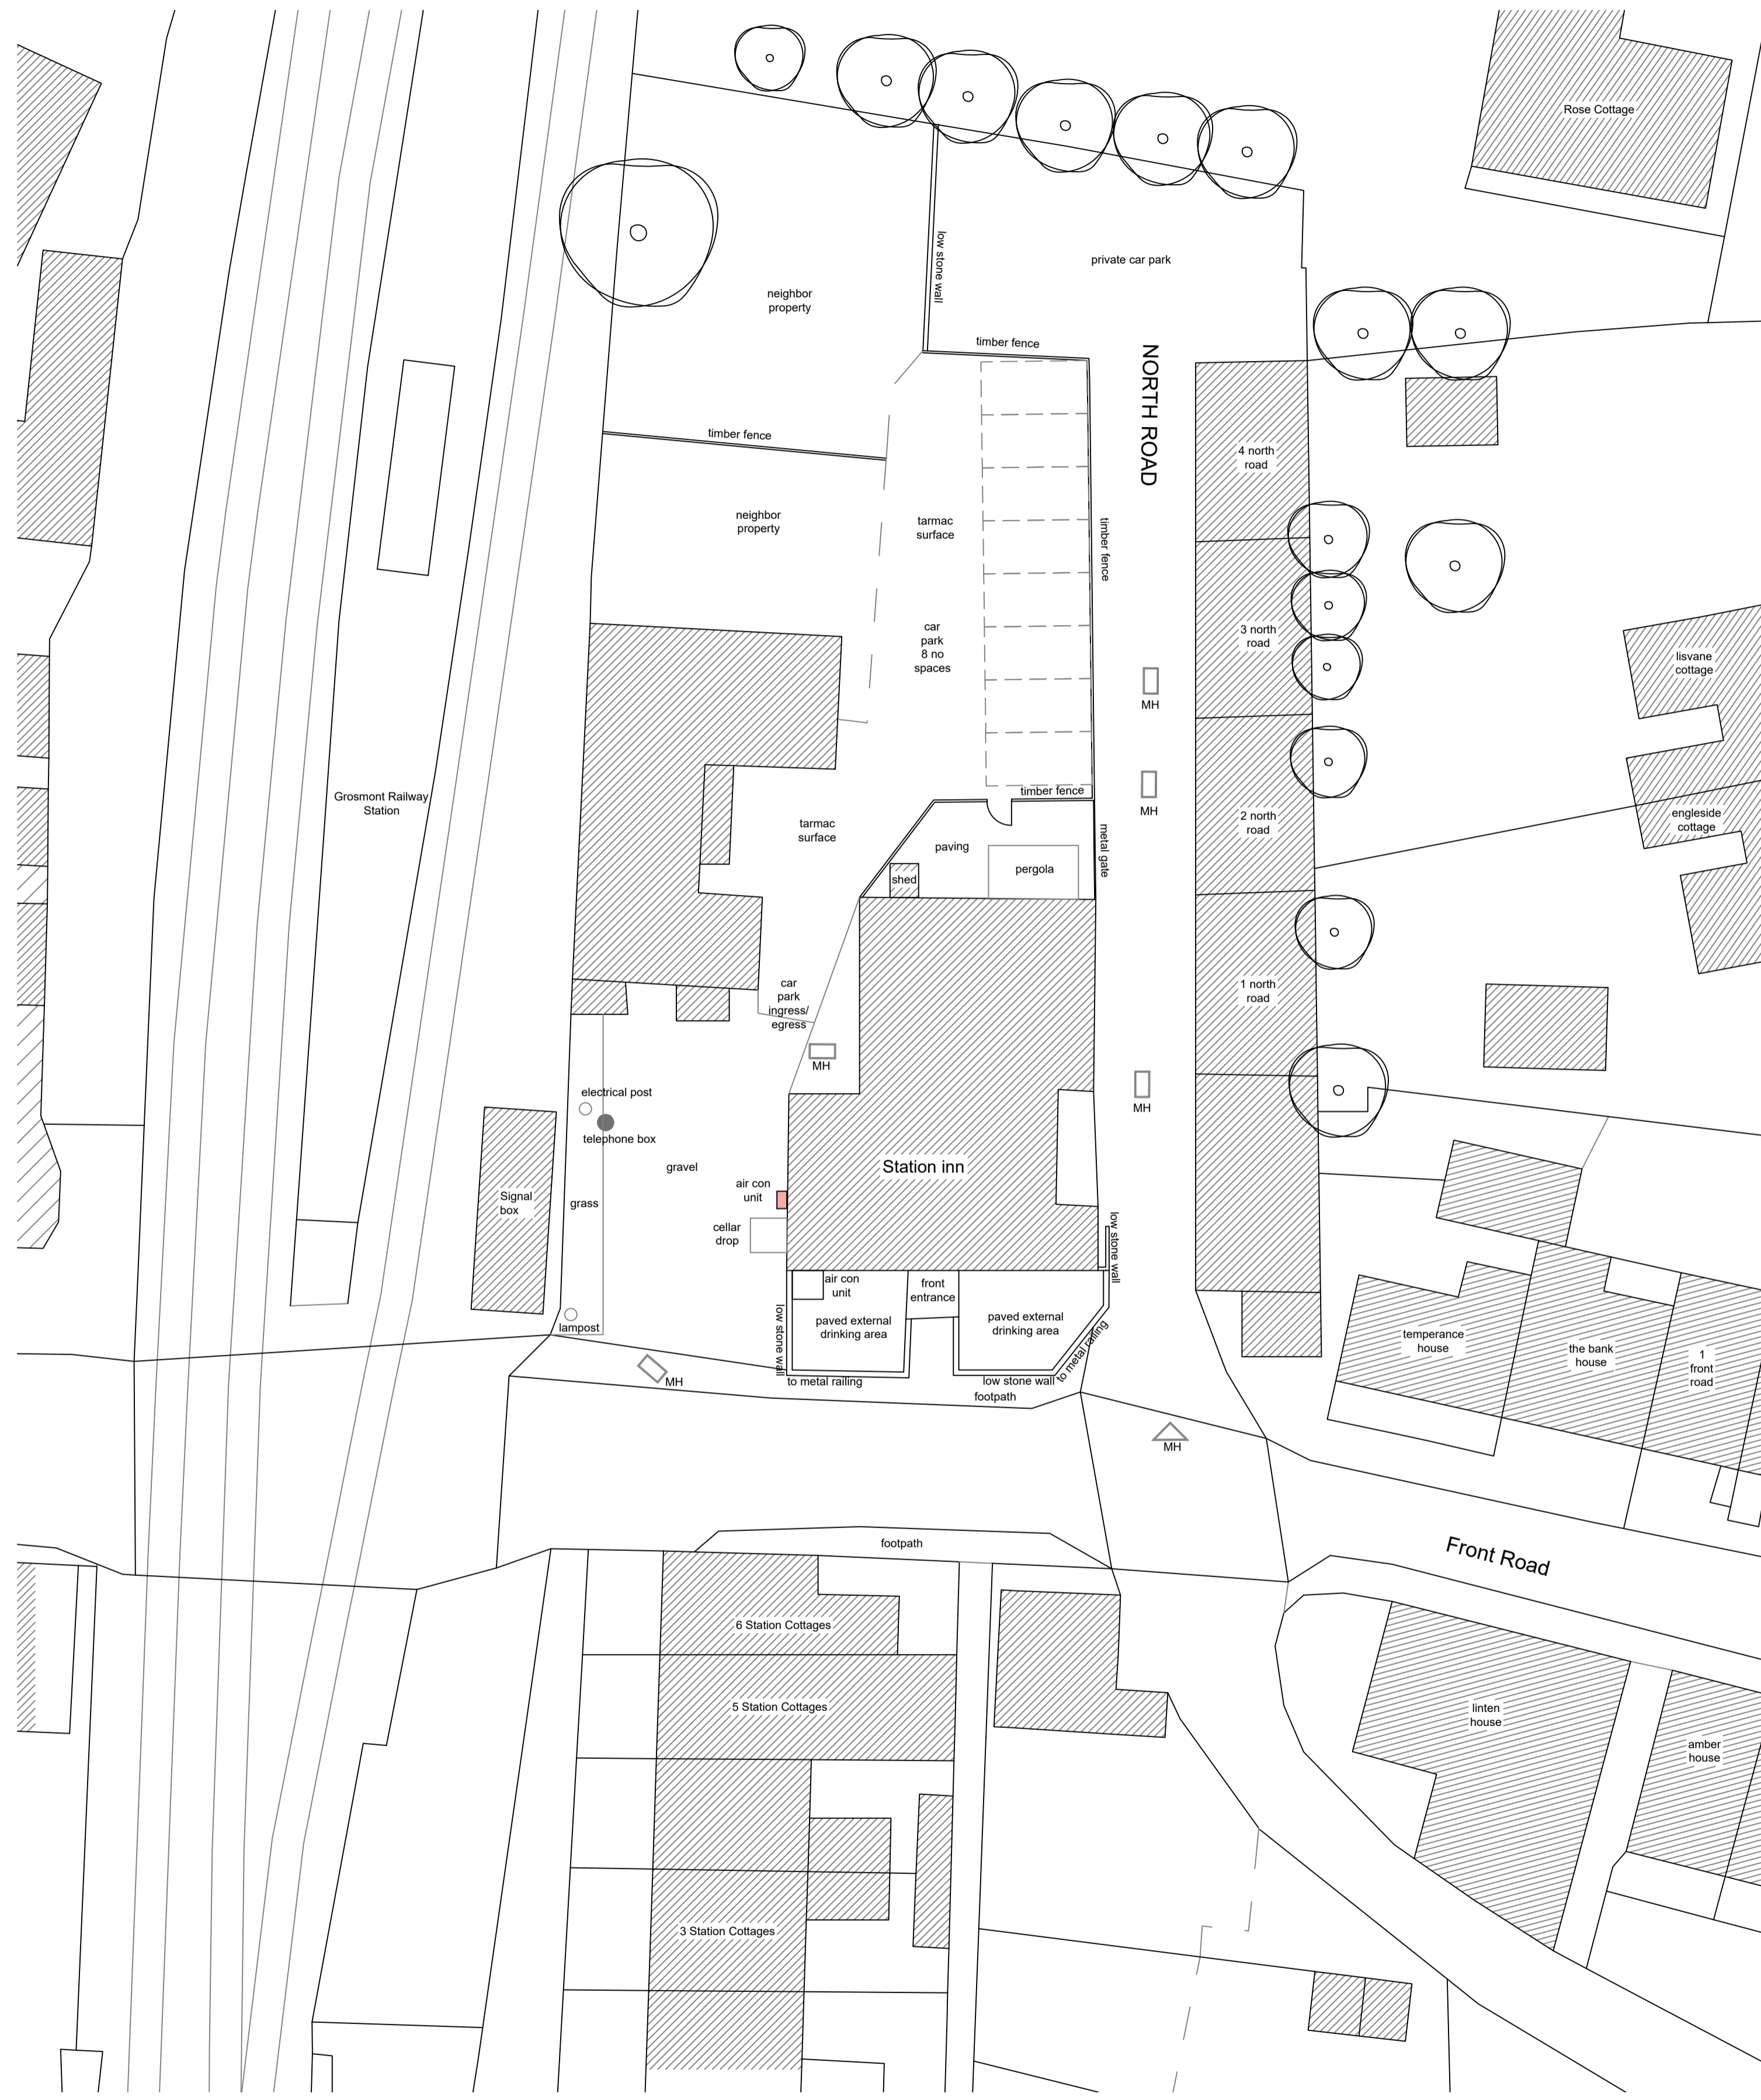 Rose Cottage
low stone wall
private car park
neighbor
property
timber fence
NORTH ROAD
timber fence
4 north
road
neighbor
property
tarmac
surface
timber fence
car
park
8 no
spaces
3 north
road
lisvane
cottage
MH
Grosmont Railway
Station
timber fence
MH
tarmac
surface
2 north
road
engleside
cottage
paving
metal gate
pergola
shed
car
park
ingress/
egress
1 north
road
MH
electrical post
MH
telephone box
gravel
Station inn
air con
unit
Signal
box
grass
cellar
drop
low stone wall
air con
unit
front
entrance
paved external
drinking area
paved external
drinking area
lampost
low stone wall
to metal railing
temperance
house
the bank
house
1
front
road
MH
to metal railing
low stone wall
footpath
MH
footpath
Front Road
6 Station Cottages
5 Station Cottages
linten
house
amber
house
3 Station Cottages